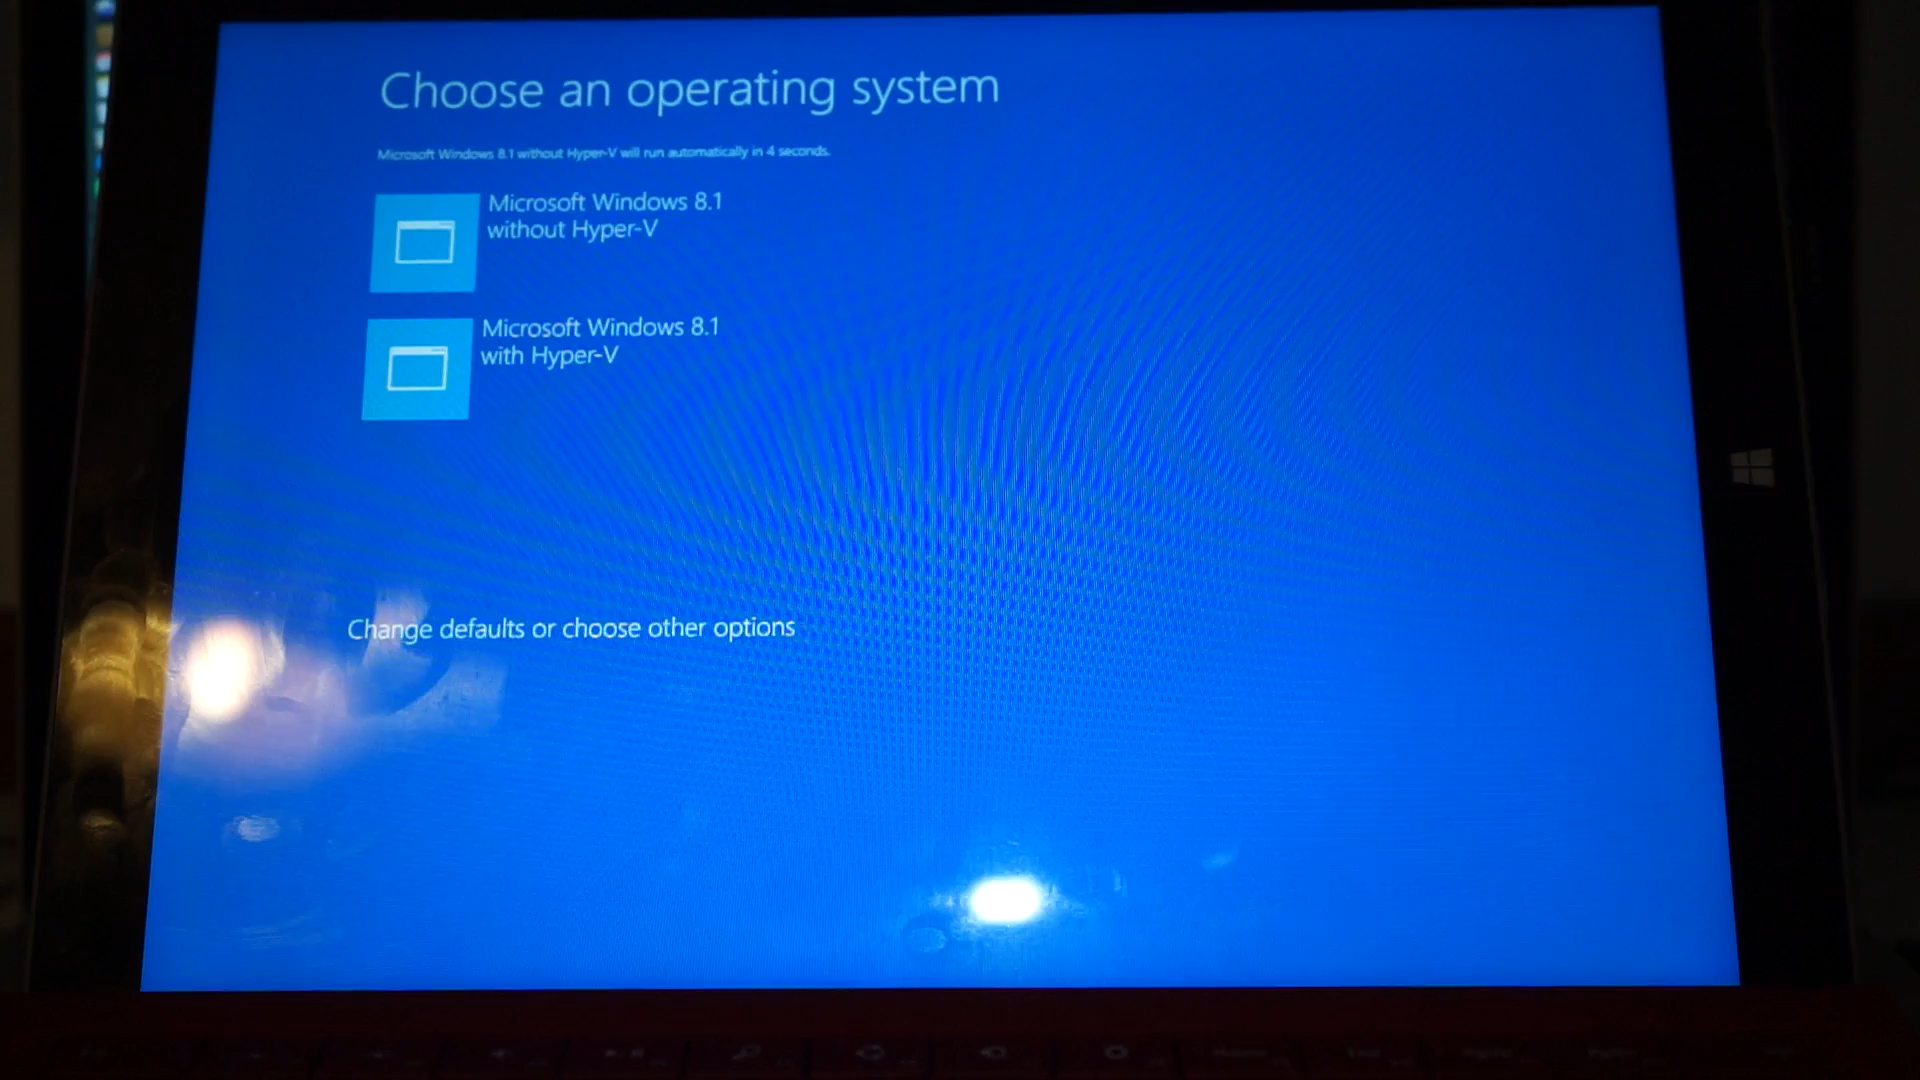 Choose an operating system
Microsoft Windows 8.1 without Hyper-V will run automatically in 4 seconds.
Microsoft Windows 8.1
without Hyper-V
Microsoft Windows 8.1
with Hyper-V
Change defaults or choose other options